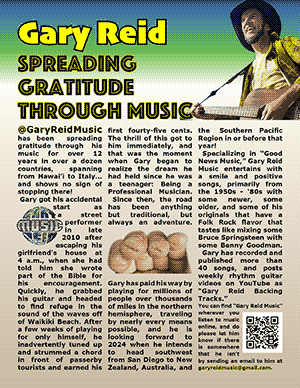 Gary Reid
SPREADING
GRATITUDE
THROUGH MUSIC
@GaryReidMusic
has been spreading
gratitude through his
music for over 12
years in over a dozen
countries, spanning
from Hawai'i to Italy...
and shows no sign of
stopping there!
Gary got his accidental
start as
a street
performer
in late
2010 after
escaping his
girlfriend's house at
4 a.m., when she had
told him she wrote
part of the Bible for
his encouragement.
Quickly, he grabbed
his guitar and headed
to find refuge in the
sound of the waves off
of Waikiki Beach. After
a few weeks of playing
for only himself, he
inadvertently tuned up
and strummed a chord
in front of passerby
tourists and earned his
first forty-five cents.
The thrill of this got to
him immediately, and
that was the moment
when Gary began to
realize the dream he
had held since he was
a teenager: Being a
Professional Musician.
Since then, the road
has been anything
but traditional, but
always an adventure.
Gary has paid his way by
playing for millions of
people over thousands
of miles in the northern
hemisphere, traveling
by nearly every means
possible, and he is
looking forward to
2024 when he intends
to head southwest
from San Diego to New
Zealand, Australia, and
the Southern Pacific
Region in or before that
year!
Specializing in "Good
News Music," Gary Reid
Music entertains with
a smile and positive
songs, primarily from
the 1950s - '80s with
some newer, some
older, and some of his
originals that have a
Folk Rock flavor that
tastes like mixing some
Bruce Springsteen with
some Benny Goodman.
Gary has recorded and
published more than
40 songs, and posts
weekly rhythm guitar
videos on YouTube as
"Gary Reid Backing
Tracks."
You can find "Gary Reid Music"
wherever you
listen to music
online, and do
please let him
know if there
is somewhere
that he isn't
by sending an email to him at
garyreidmusic@gmail.com.